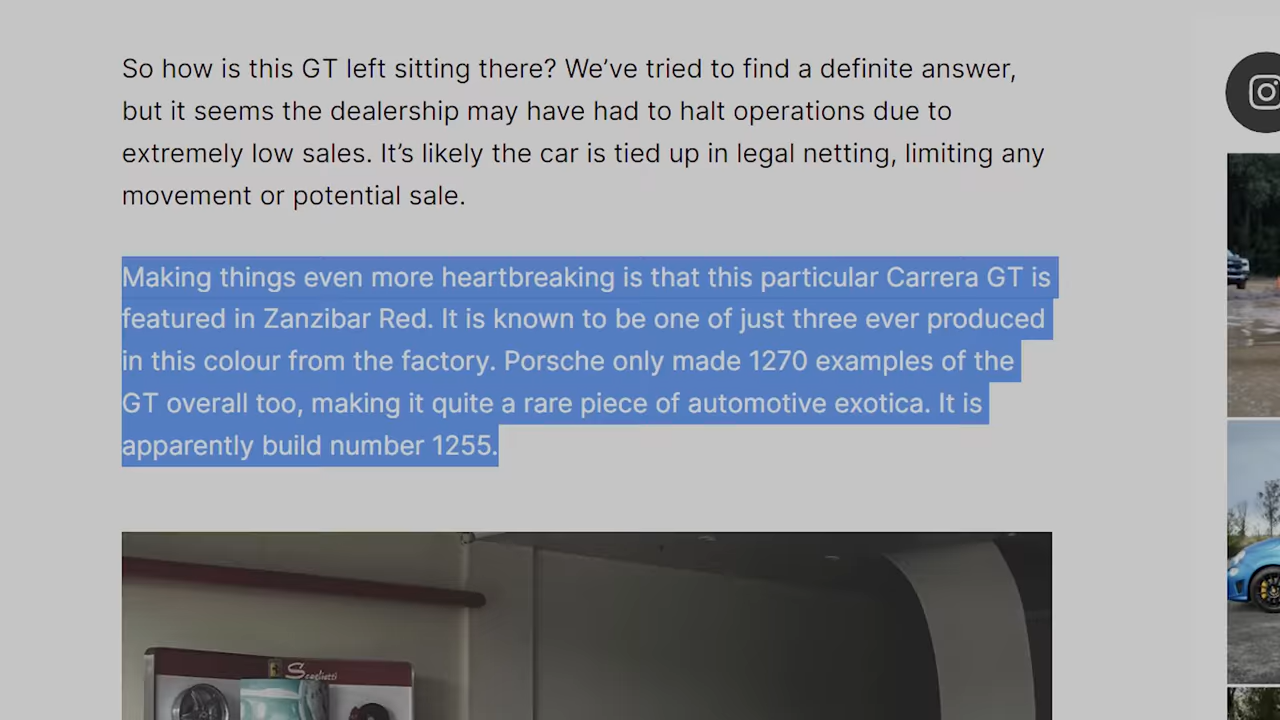 So how is this GT left sitting there? We’ve tried to find a definite answer,
but it seems the dealership may have had to halt operations due to
extremely low sales. It’s likely the car is tied up in legal netting, limiting any
movement or potential sale.
Making things even more heartbreaking is that this particular Carrera GT is
featured in Zanzibar Red. It is known to be one of just three ever produced
in this colour from the factory. Porsche only made 1270 examples of the
GT overall too, making it quite a rare piece of automotive exotica. It is
apparently build number 1255.
Scaglietti